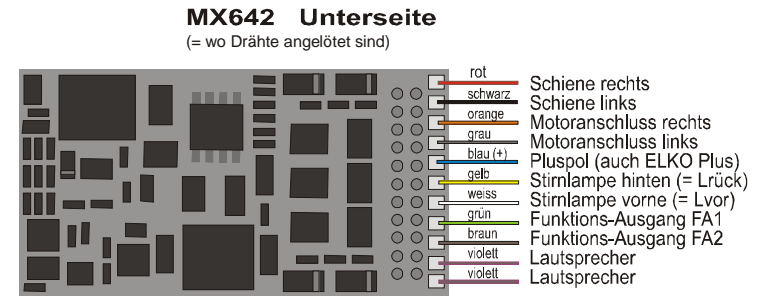 MX642 Unterseite
(= wo Drähte angelötet sind)
rot Schiene rechts
schwarz Schiene links
orange Motoranschluss rechts
grau Motoranschluss links
blau (+) Pluspol (auch ELKO Plus)
gelb Stirnlampe hinten (= Lrück)
weiss Stirnlampe vorne (= Lvor)
grün Funktions-Ausgang FA1
braun Funktions-Ausgang FA2
violett Lautsprecher
violett Lautsprecher